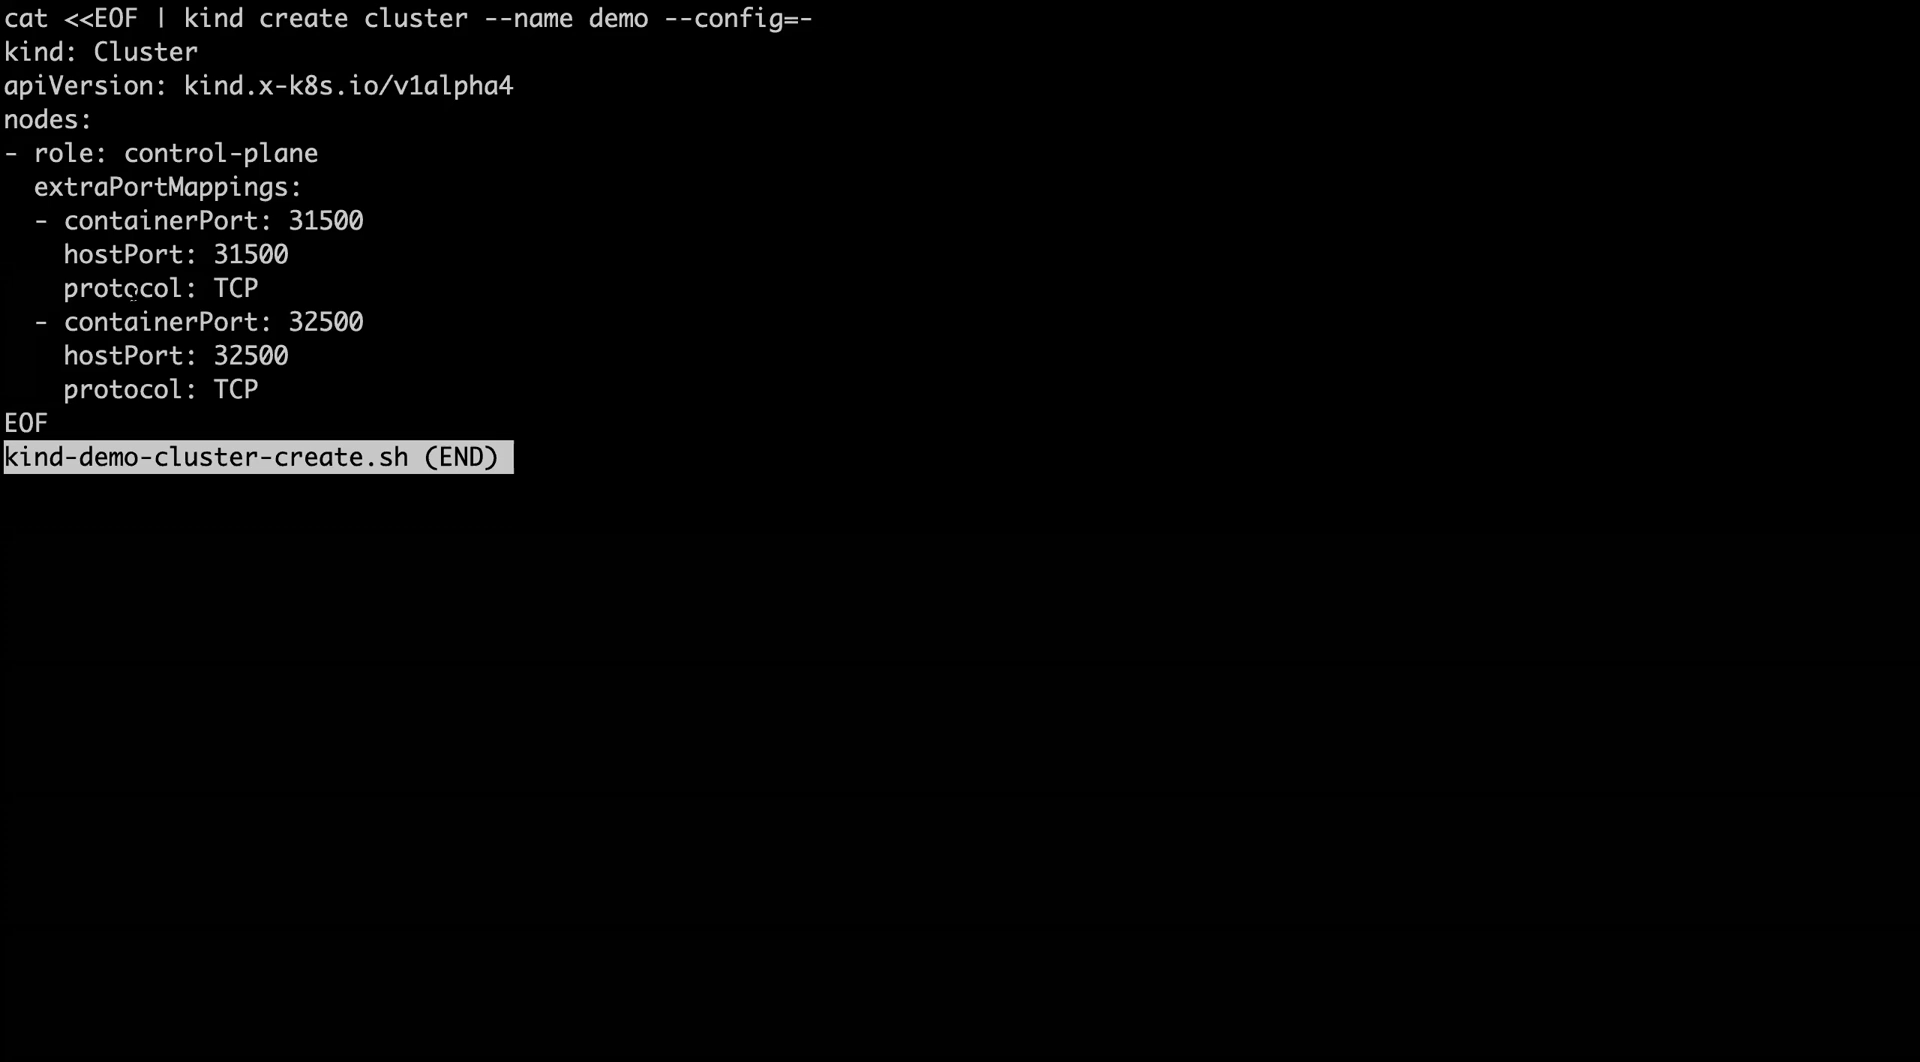 cat <<EOF | kind create cluster --name demo --config=-
kind: Cluster
apiVersion: kind.x-k8s.io/v1alpha4
nodes:
- role: control-plane
  extraPortMappings:
  - containerPort: 31500
    hostPort: 31500
    protocol: TCP
  - containerPort: 32500
    hostPort: 32500
    protocol: TCP
EOF
kind-demo-cluster-create.sh (END)